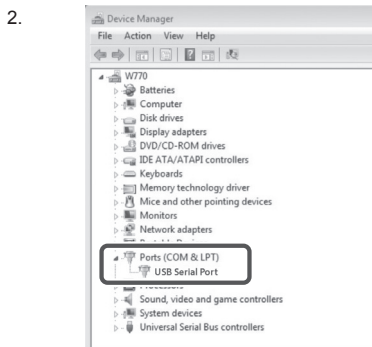 2.
Device Manager
File Action View Help
W770
Batteries
Computer
Disk drives
Display adapters
DVD/CD-ROM drives
IDE ATA/ATAPI controllers
Keyboards
Memory technology driver
Mice and other pointing devices
Monitors
Network adapters
Ports (COM & LPT)
USB Serial Port
Sound, video and game controllers
System devices
Universal Serial Bus controllers